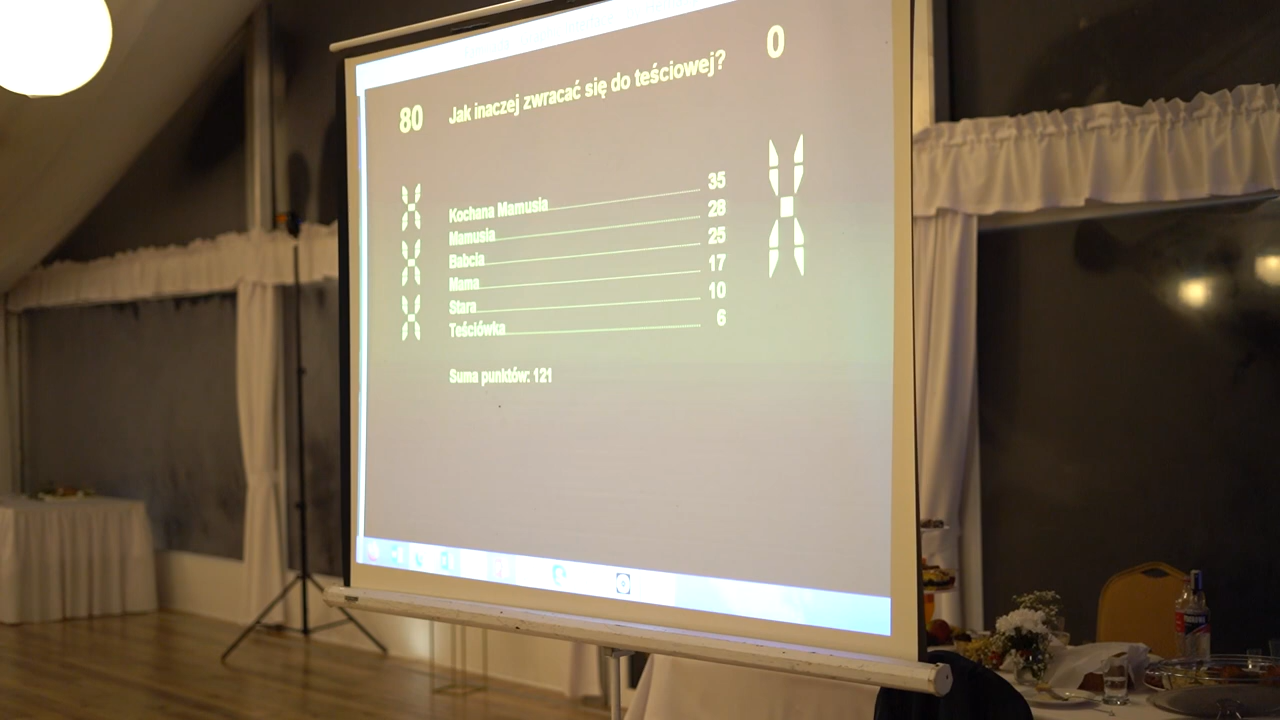 0
80 Jak inaczej zwracać się do teściowej?
Kochana Mamusia 35
Mamusia 28
Babcia 25
Mama 17
Stara 10
Teściówka 6
Suma punktów: 121